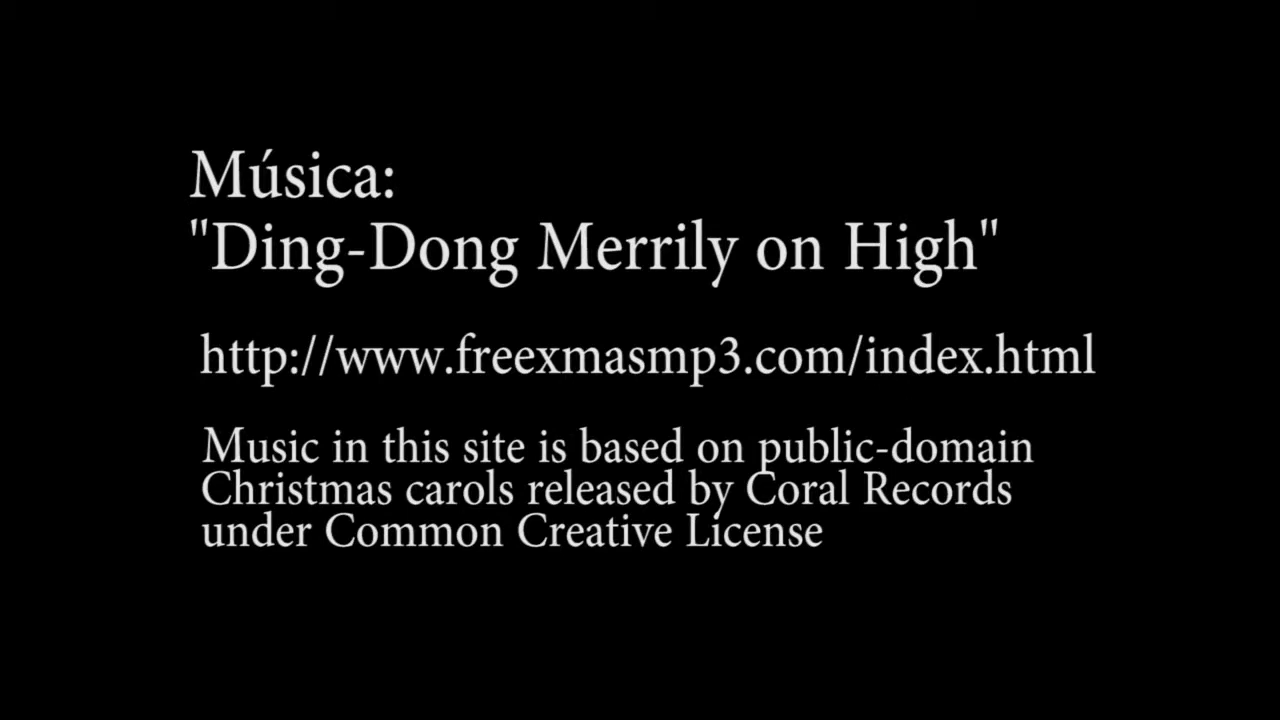 Música:
"Ding-Dong Merrily on High"
http://www.freexmasmp3.com/index.html
Music in this site is based on public-domain
Christmas carols released by Coral Records
under Common Creative License